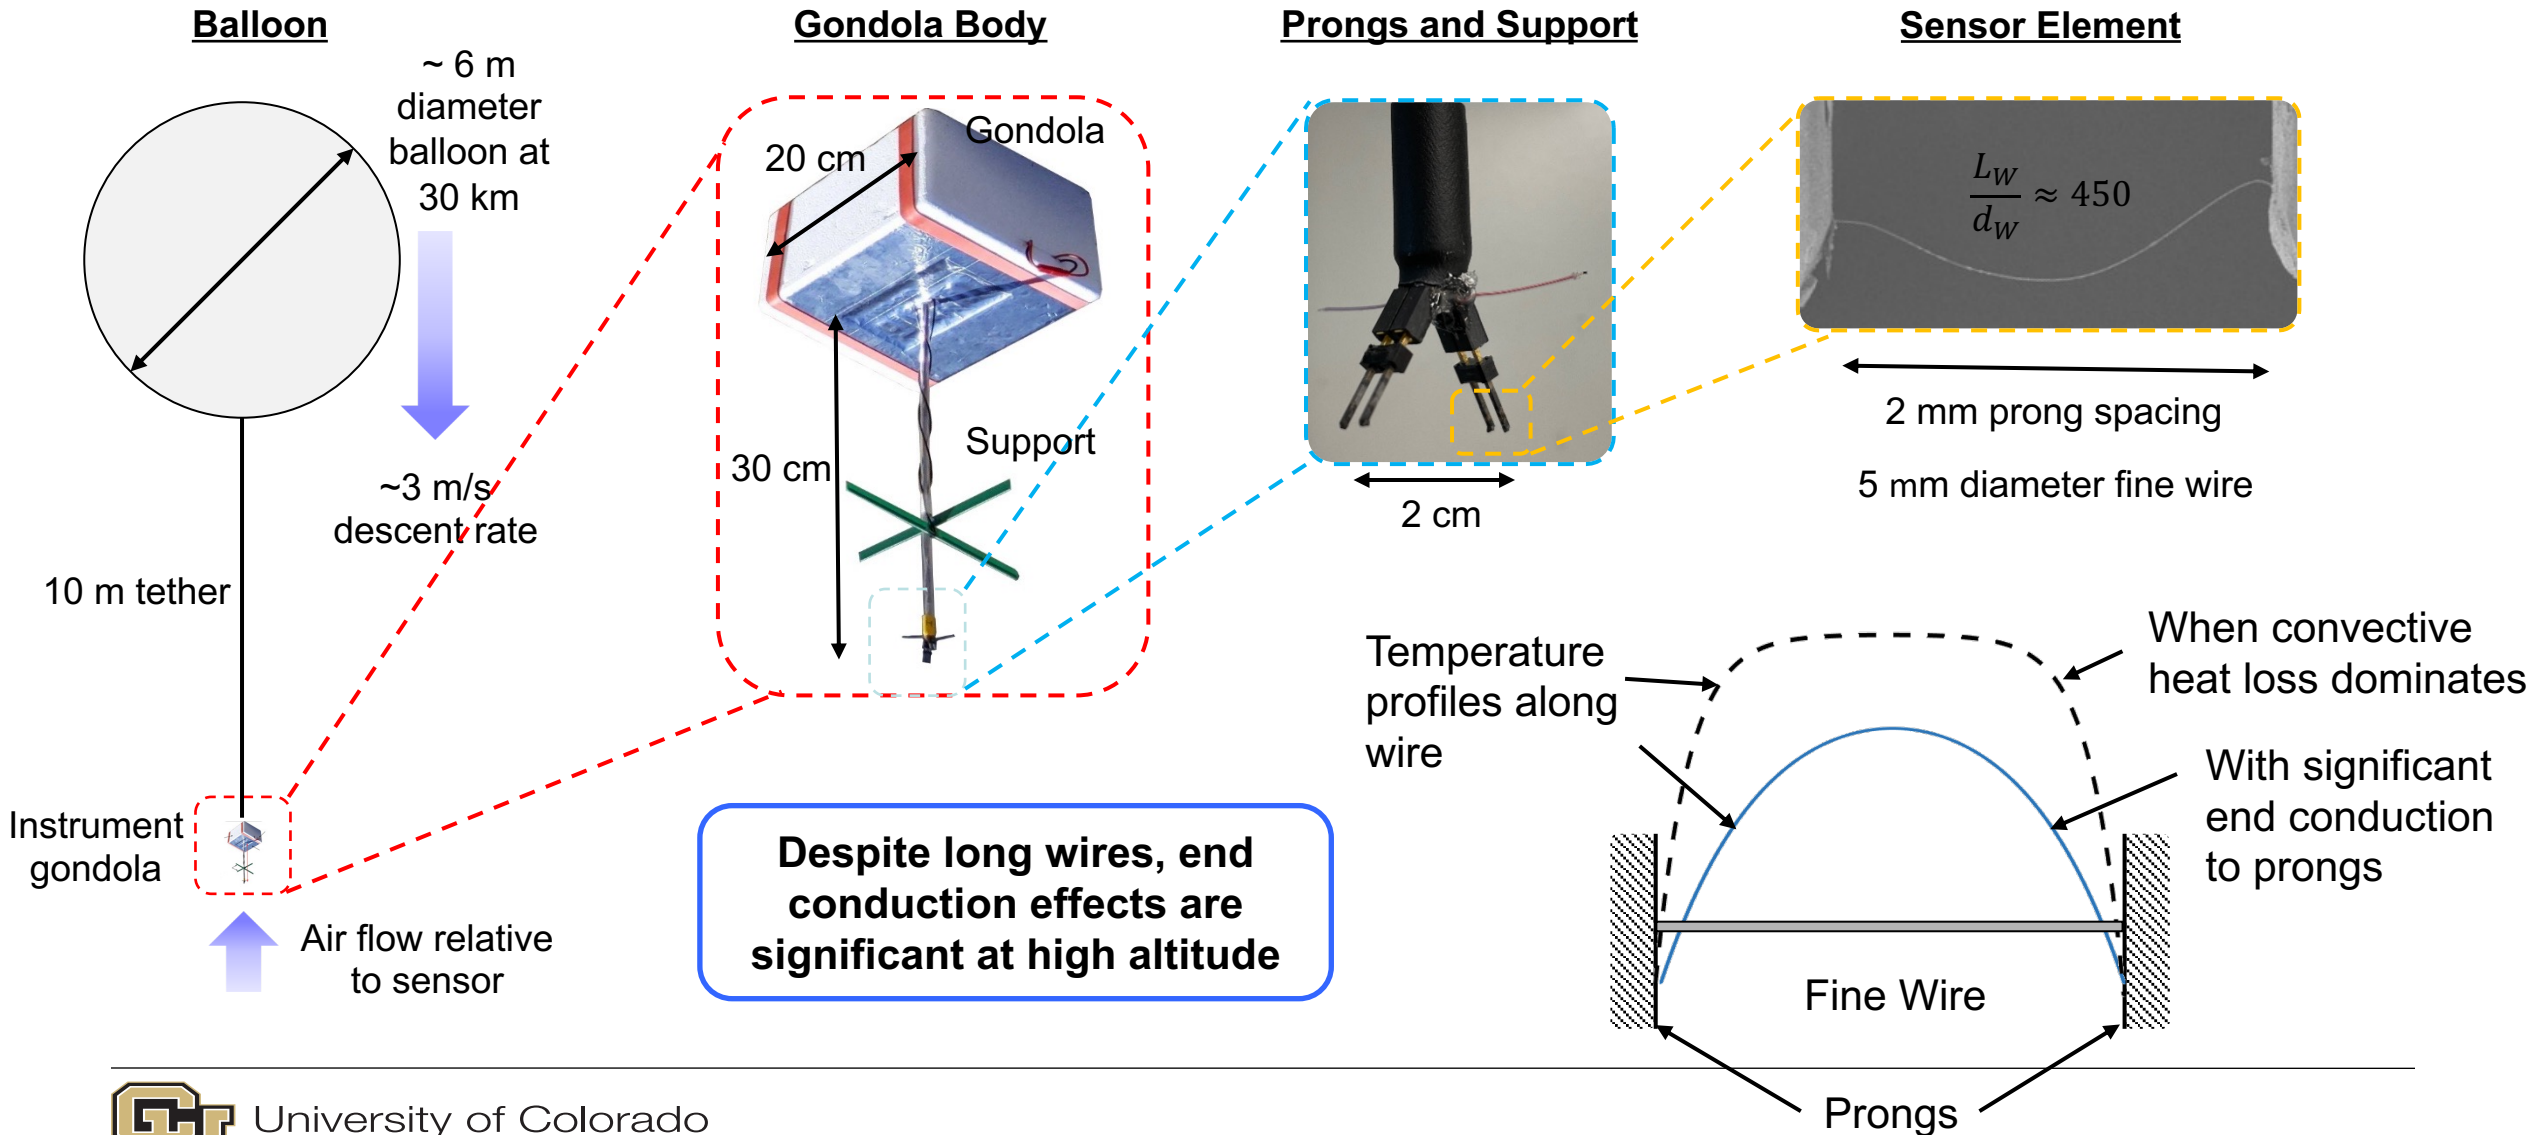 Balloon
~ 6 m
diameter
balloon at
30 km
~3 m/s
descent rate
10 m tether
Instrument
gondola
Air flow relative
to sensor
Gondola Body
Gondola
20 cm
30 cm
Support
Prongs and Support
2 cm
Sensor Element
L_W
d_W
≈ 450
2 mm prong spacing
5 mm diameter fine wire
Despite long wires, end
conduction effects are
significant at high altitude
Temperature
profiles along
wire
When convective
heat loss dominates
With significant
end conduction
to prongs
Fine Wire
Prongs
CU
University of Colorado